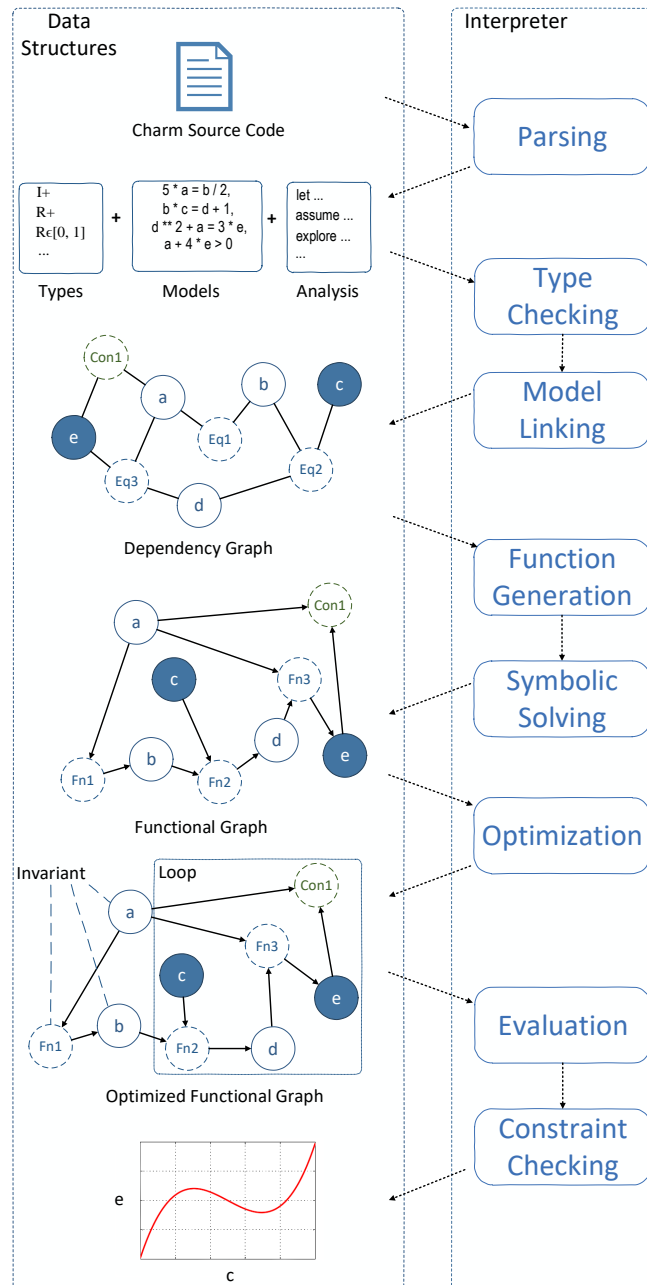 Data
Structures
Interpreter
Charm Source Code
Parsing
I+
R+
Rϵ[0, 1]
...
+
5 * a = b / 2,
b * c = d + 1,
d ** 2 + a = 3 * e,
a + 4 * e > 0
+
let ...
assume ...
explore ...
...
Types
Models
Analysis
Type
Checking
Con1
a
b
c
e
Eq1
Eq2
Eq3
d
Model
Linking
Dependency Graph
Function
Generation
a
Con1
c
Fn3
b
d
e
Fn1
Fn2
Symbolic
Solving
Functional Graph
Optimization
Invariant
Loop
a
Con1
Fn3
c
e
b
Fn1
Fn2
d
Optimized Functional Graph
Evaluation
Constraint
Checking
e
c